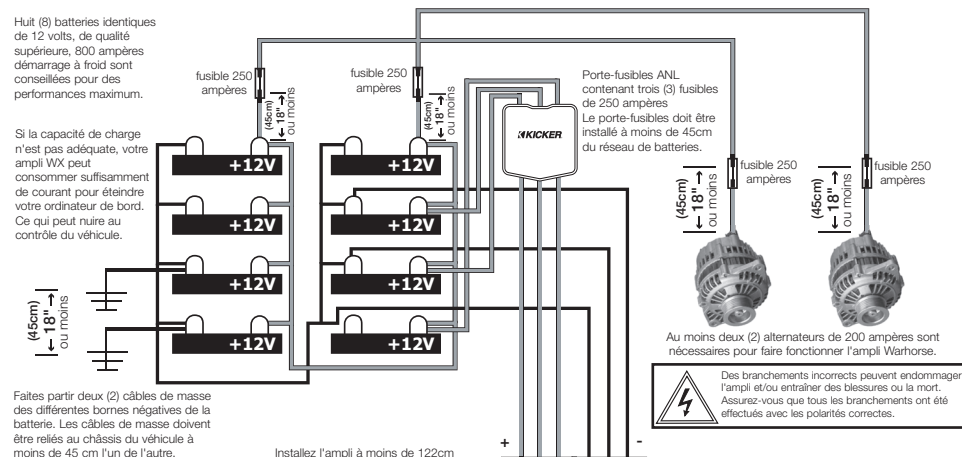 Huit (8) batteries identiques
de 12 volts, de qualité
supérieure, 800 ampères
démarrage à froid sont
conseillées pour des
performances maximum.
Si la capacité de charge
n'est pas adéquate, votre
ampli WX peut
consommer suffisamment
de courant pour éteindre
votre ordinateur de bord.
Ce qui peut nuire au
contrôle du véhicule.
(45cm)
18"
ou moins
Faites partir deux (2) câbles de masse
des différentes bornes négatives de la
batterie. Les câbles de masse doivent
être reliés au châssis du véhicule à
moins de 45 cm l'un de l'autre.
fusible 250
ampères
(45cm)
18"
ou moins
+12V
+12V
+12V
+12V
fusible 250
ampères
(45cm)
18"
ou moins
+12V
+12V
+12V
+12V
KICKER
Porte-fusibles ANL
contenant trois (3) fusibles
de 250 ampères
Le porte-fusibles doit être
installé à moins de 45cm
du réseau de batteries.
fusible 250
ampères
(45cm)
18"
ou moins
fusible 250
ampères
(45cm)
18"
ou moins
Au moins deux (2) alternateurs de 200 ampères sont
nécessaires pour faire fonctionner l'ampli Warhorse.
Des branchements incorrects peuvent endommager
l'ampli et/ou entraîner des blessures ou la mort.
Assurez-vous que tous les branchements ont été
effectués avec les polarités correctes.
Installez l'ampli à moins de 122cm
+
-